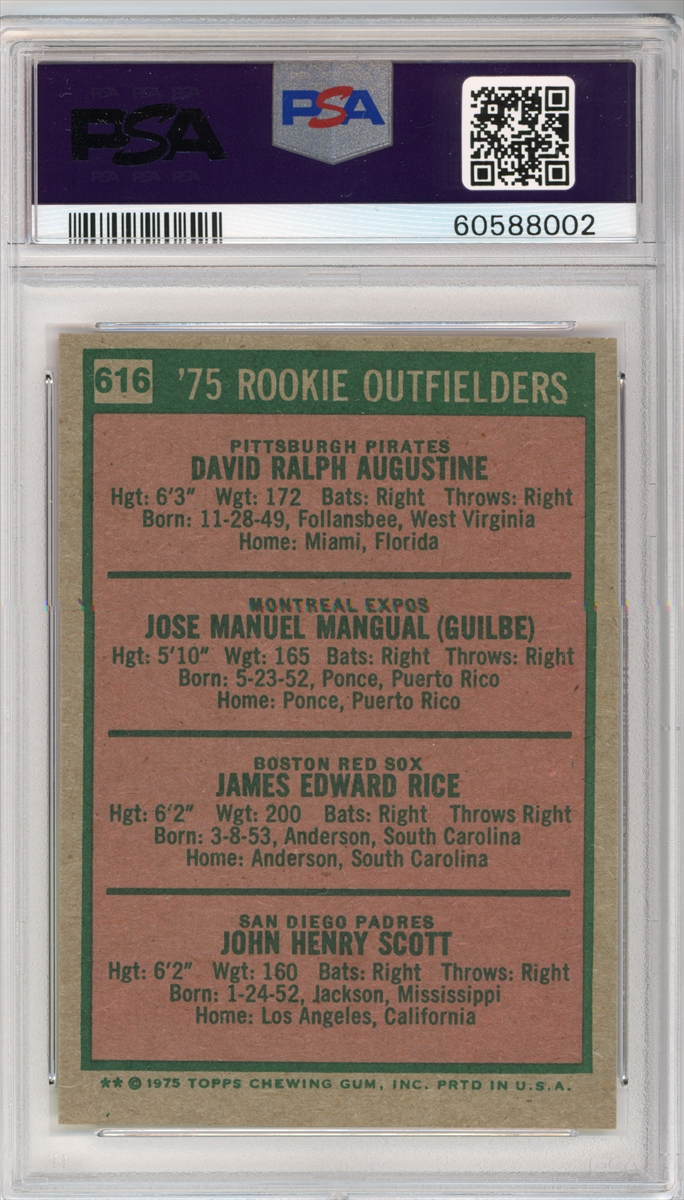 PSA PSA PSA
PSA
PSA PSA PSA
PSA
60588002
616 '75 ROOKIE OUTFIELDERS
PITTSBURGH PIRATES
DAVID RALPH AUGUSTINE
Hgt: 6'3" Wgt: 172 Bats: Right Throws: Right
Born: 11-28-49, Follansbee, West Virginia
Home: Miami, Florida
MONTREAL EXPOS
JOSE MANUEL MANGUAL (GUILBE)
Hgt: 5'10" Wgt: 165 Bats: Right Throws: Right
Born: 5-23-52, Ponce, Puerto Rico
Home: Ponce, Puerto Rico
BOSTON RED SOX
JAMES EDWARD RICE
Hgt: 6'2" Wgt: 200 Bats: Right Throws Right
Born: 3-8-53, Anderson, South Carolina
Home: Anderson, South Carolina
SAN DIEGO PADRES
JOHN HENRY SCOTT
Hgt: 6'2" Wgt: 160 Bats: Right Throws: Right
Born: 1-24-52, Jackson, Mississippi
Home: Los Angeles, California
** © 1975 TOPPS CHEWING GUM, INC. PRTD IN U.S.A.